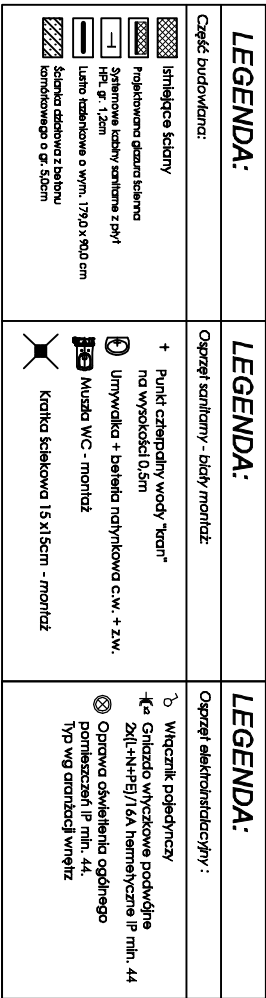 LEGENDA:
Część budowlana:
Istniejące ściany
Projektowana glazura ścienna
Systemowe kabiny sanitarne z płyt
HPL gr. 1,2cm
Lustro łazienkowe o wym. 179,0 x 90,0 cm
Ścianka działowa z betonu
komórkowego o gr. 5,0cm
LEGENDA:
Osprzęt sanitarny - biały montaż:
Punkt czterpalny wody "kran"
na wysokości 0,5m
Umywalka + beteria natynkowa c.w. + z.w.
Muszla WC - montaż
Kratka ściekowa 15 x15cm - montaż
LEGENDA:
Osprzęt elektroinstalacyjny :
Włącznik pojedynczy
x2 Gniazdo wtyczkowe podwójne
2x(L+N+PE)/16A hermetyczne IP min. 44
Oprawa oświetlenia ogólnego
pomieszczeń IP min. 44.
Typ wg aranżacji wnętrz